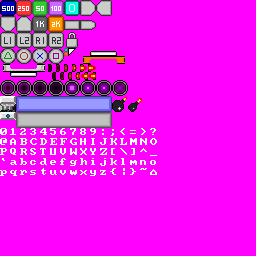 500 250 50 100
1K 2K
L1 L2 R1 R2
0123456789:;<=>?
@ABCDEFGHIJKLMNO
PQRSTUVWXYZ[\]^_
`abcdefghijklmno
pqrstuvwxyz{¦}~△